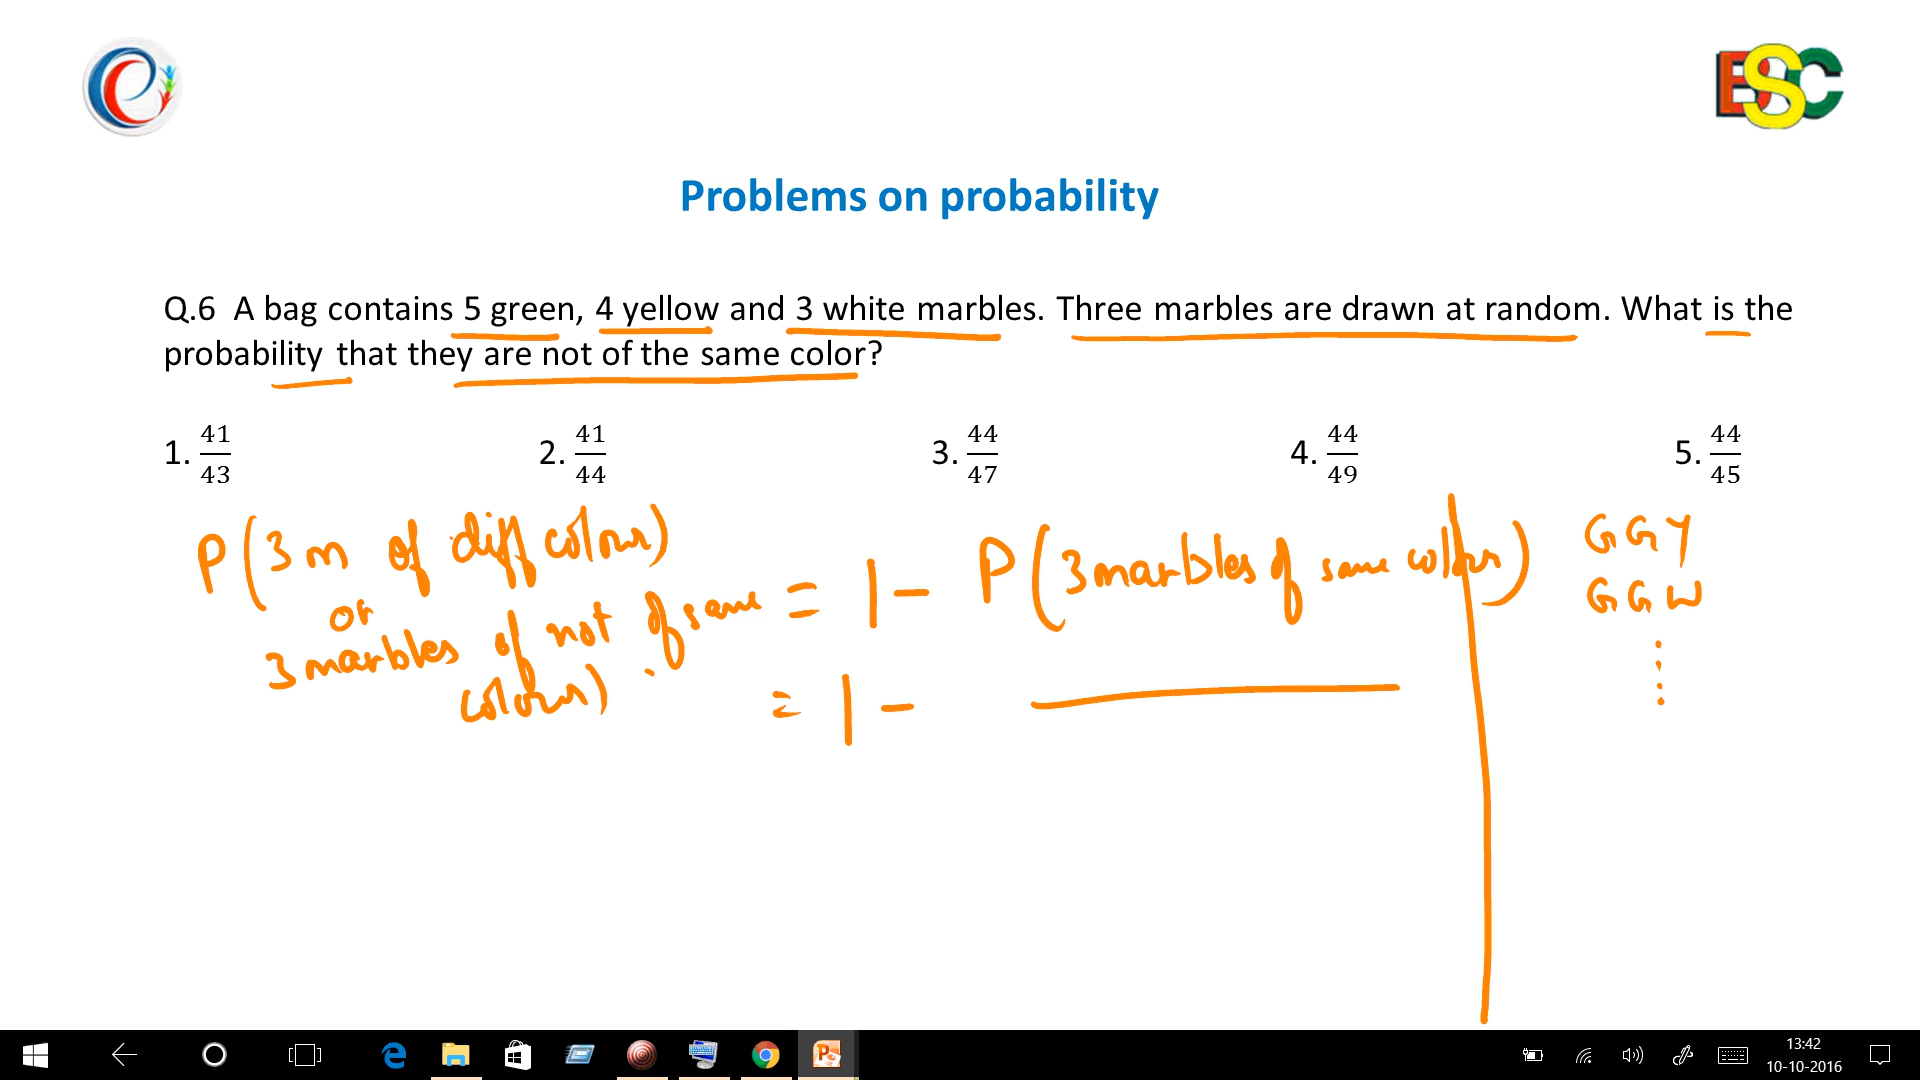 ESC
Problems on probability
Q.6 A bag contains 5 green, 4 yellow and 3 white marbles. Three marbles are drawn at random. What is the
probability that they are not of the same color?
1. 41/43 2. 41/44 3. 44/47 4. 44/49 5. 44/45
P(3 m of diff colour)
or
3 marbles of not of same
colour)
= 1 - P(3 marbles of same colour)
= 1 -
GGY
GGW
13:42
10-10-2016